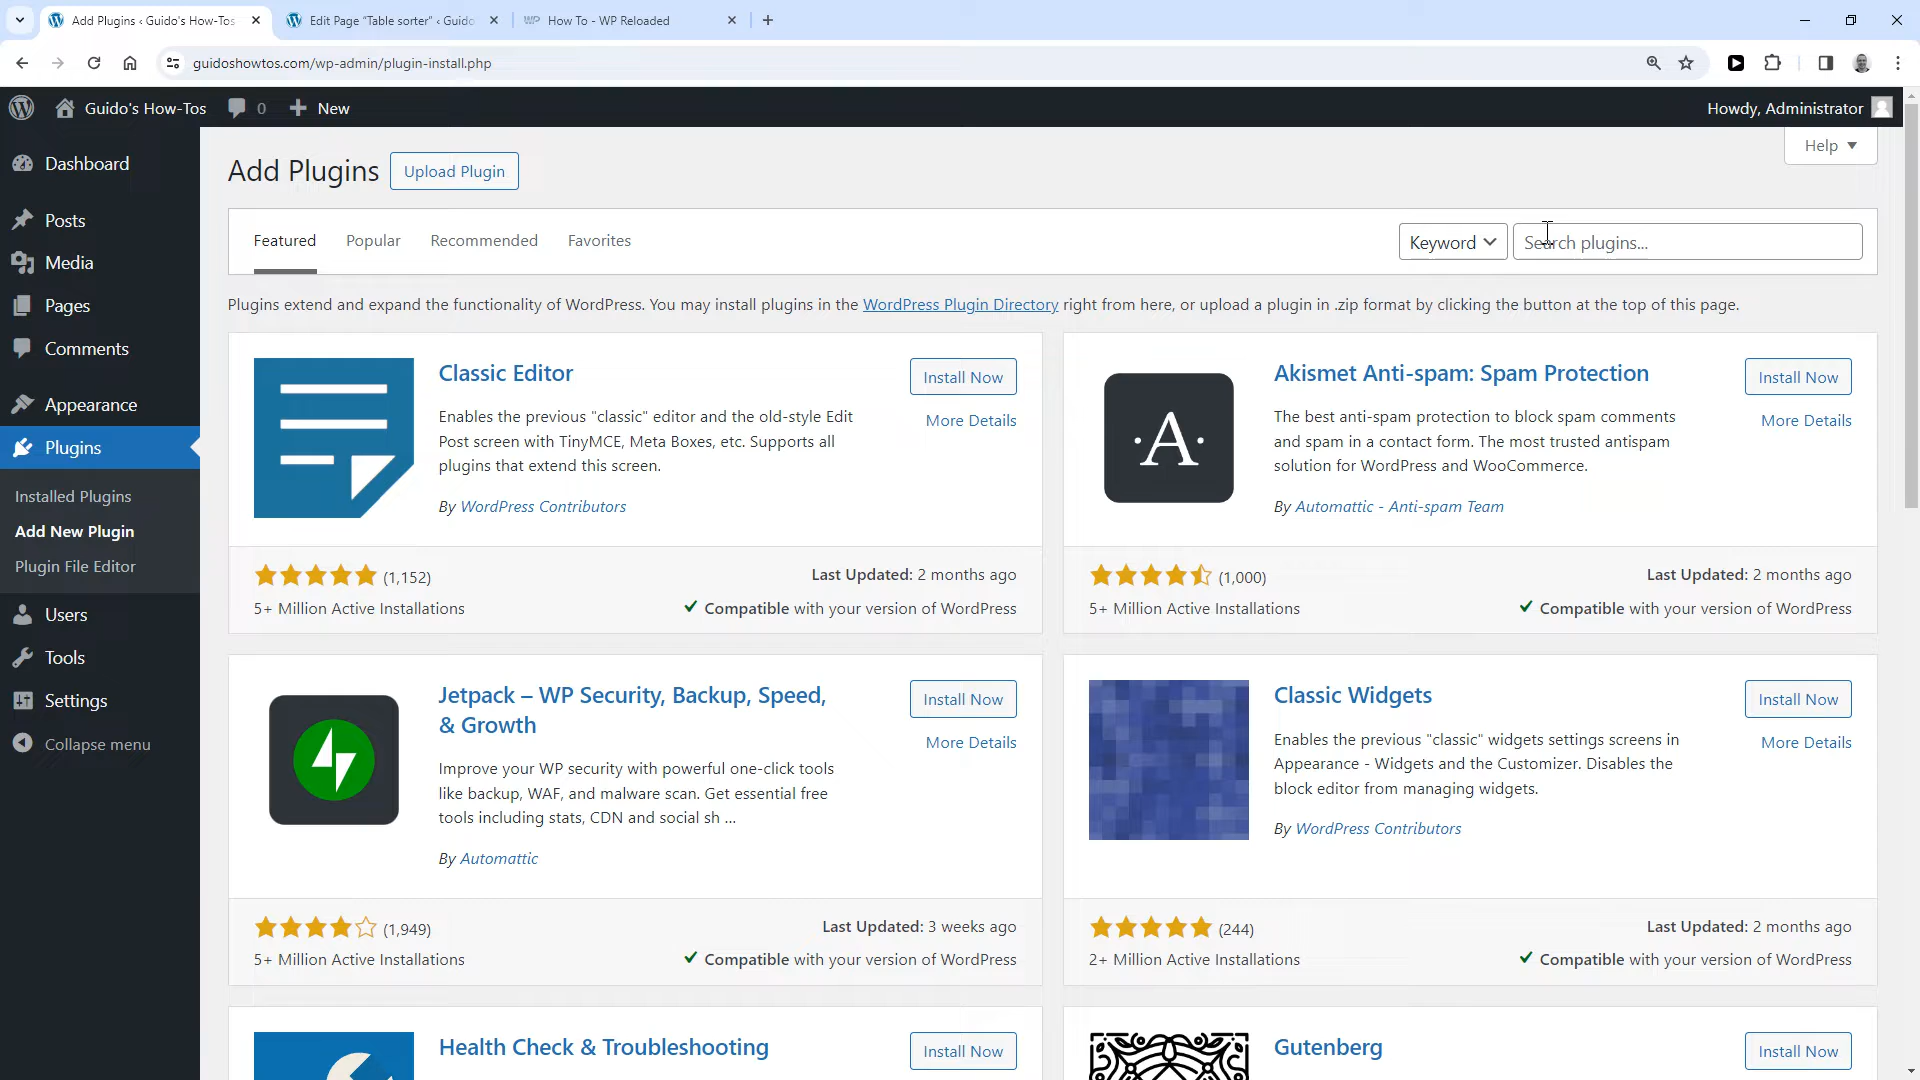 Add Plugins ‹ Guido's How-Tos
Edit Page "Table sorter" ‹ Guido
How To - WP Reloaded
guidoshowtos.com/wp-admin/plugin-install.php
Guido's How-Tos
0
New
Howdy, Administrator
Dashboard
Posts
Media
Pages
Comments
Appearance
Plugins
Installed Plugins
Add New Plugin
Plugin File Editor
Users
Tools
Settings
Collapse menu
Help
Add Plugins
Upload Plugin
Featured
Popular
Recommended
Favorites
Keyword
Search plugins...
Plugins extend and expand the functionality of WordPress. You may install plugins in the WordPress Plugin Directory right from here, or upload a plugin in .zip format by clicking the button at the top of this page.
Classic Editor
Install Now
More Details
Enables the previous "classic" editor and the old-style Edit
Post screen with TinyMCE, Meta Boxes, etc. Supports all
plugins that extend this screen.
By WordPress Contributors
(1,152)
Last Updated: 2 months ago
5+ Million Active Installations
Compatible with your version of WordPress
A
Akismet Anti-spam: Spam Protection
Install Now
More Details
The best anti-spam protection to block spam comments
and spam in a contact form. The most trusted antispam
solution for WordPress and WooCommerce.
By Automattic - Anti-spam Team
(1,000)
Last Updated: 2 months ago
5+ Million Active Installations
Compatible with your version of WordPress
Jetpack – WP Security, Backup, Speed,
& Growth
Install Now
More Details
Improve your WP security with powerful one-click tools
like backup, WAF, and malware scan. Get essential free
tools including stats, CDN and social sh ...
By Automattic
(1,949)
Last Updated: 3 weeks ago
5+ Million Active Installations
Compatible with your version of WordPress
Classic Widgets
Install Now
More Details
Enables the previous "classic" widgets settings screens in
Appearance - Widgets and the Customizer. Disables the
block editor from managing widgets.
By WordPress Contributors
(244)
Last Updated: 2 months ago
2+ Million Active Installations
Compatible with your version of WordPress
Health Check & Troubleshooting
Install Now
Gutenberg
Install Now